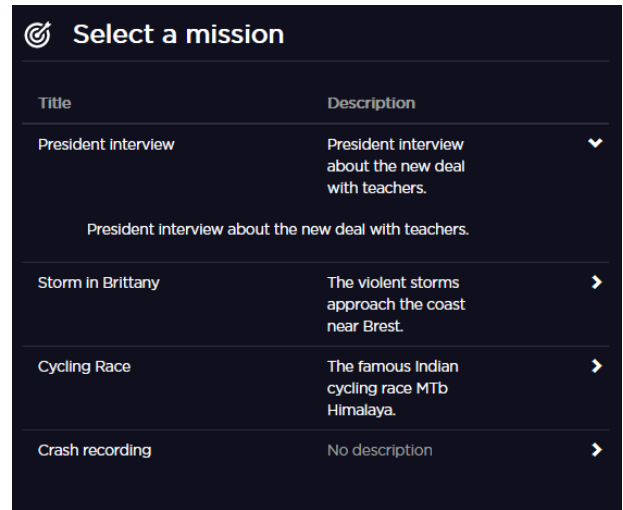 Select a mission
Title Description
President interview President interview
about the new deal
with teachers.
President interview about the new deal with teachers.
Storm in Brittany The violent storms
approach the coast
near Brest.
Cycling Race The famous Indian
cycling race MTb
Himalaya.
Crash recording No description